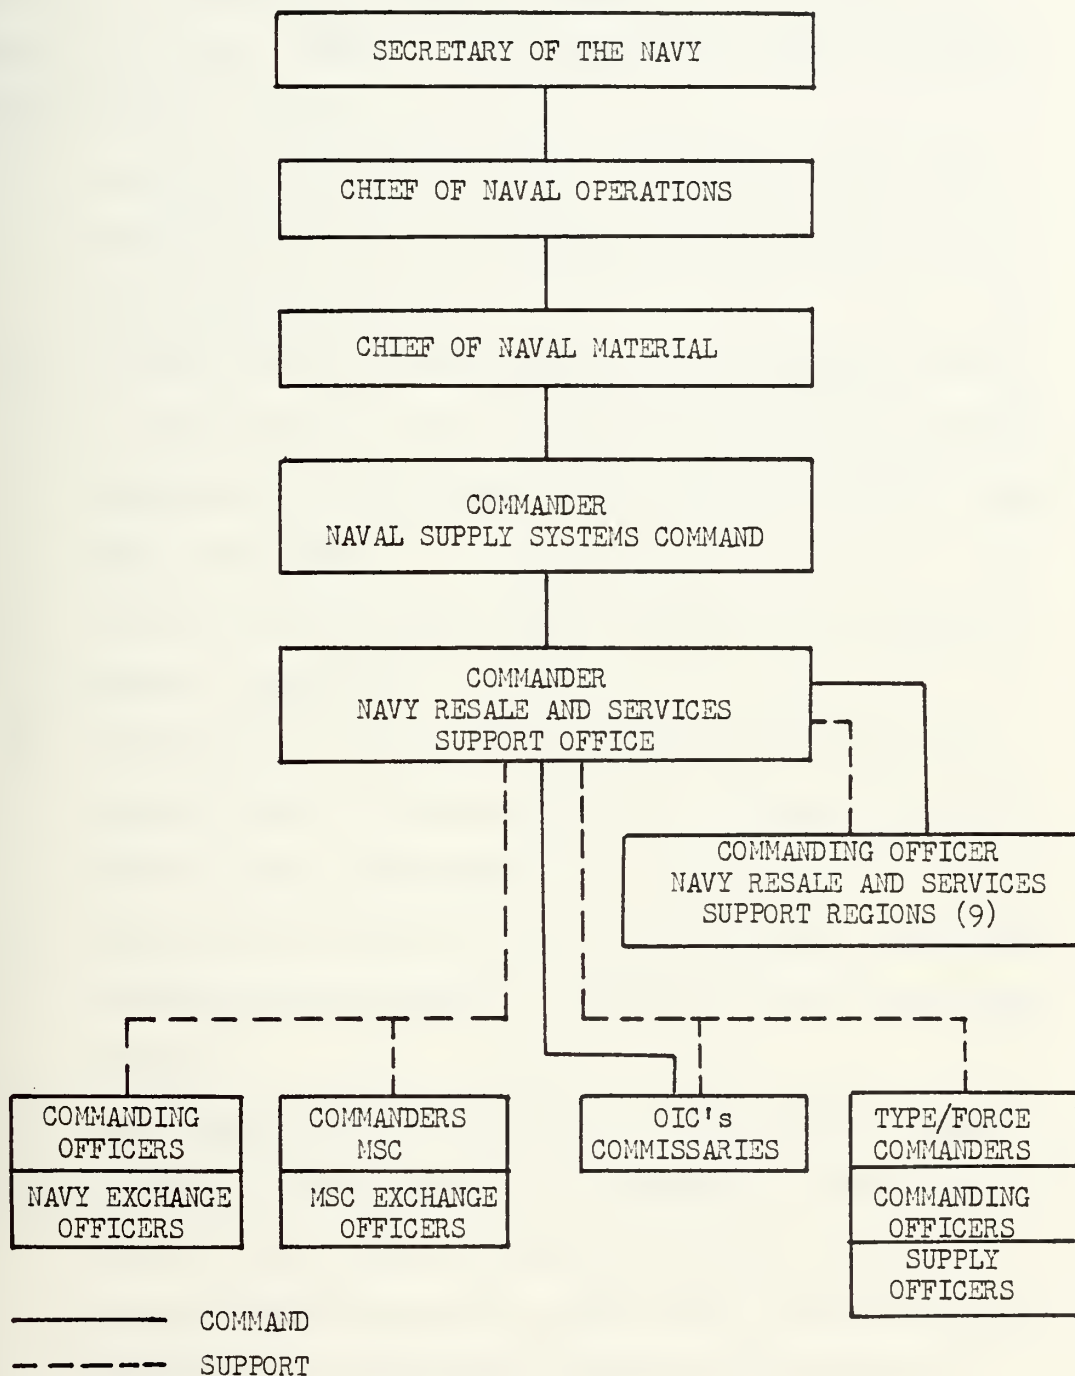 SECRETARY OF THE NAVY
CHIEF OF NAVAL OPERATIONS
CHIEF OF NAVAL MATERIAL
COMMANDER
NAVAL SUPPLY SYSTEMS COMMAND
COMMANDER
NAVY RESALE AND SERVICES
SUPPORT OFFICE
COMMANDING OFFICER
NAVY RESALE AND SERVICES
SUPPORT REGIONS (9)
COMMANDING
OFFICERS
NAVY EXCHANGE
OFFICERS
COMMANDERS
MSC
MSC EXCHANGE
OFFICERS
OIC's
COMMISSARIES
TYPE/FORCE
COMMANDERS
COMMANDING
OFFICERS
SUPPLY
OFFICERS
COMMAND
SUPPORT